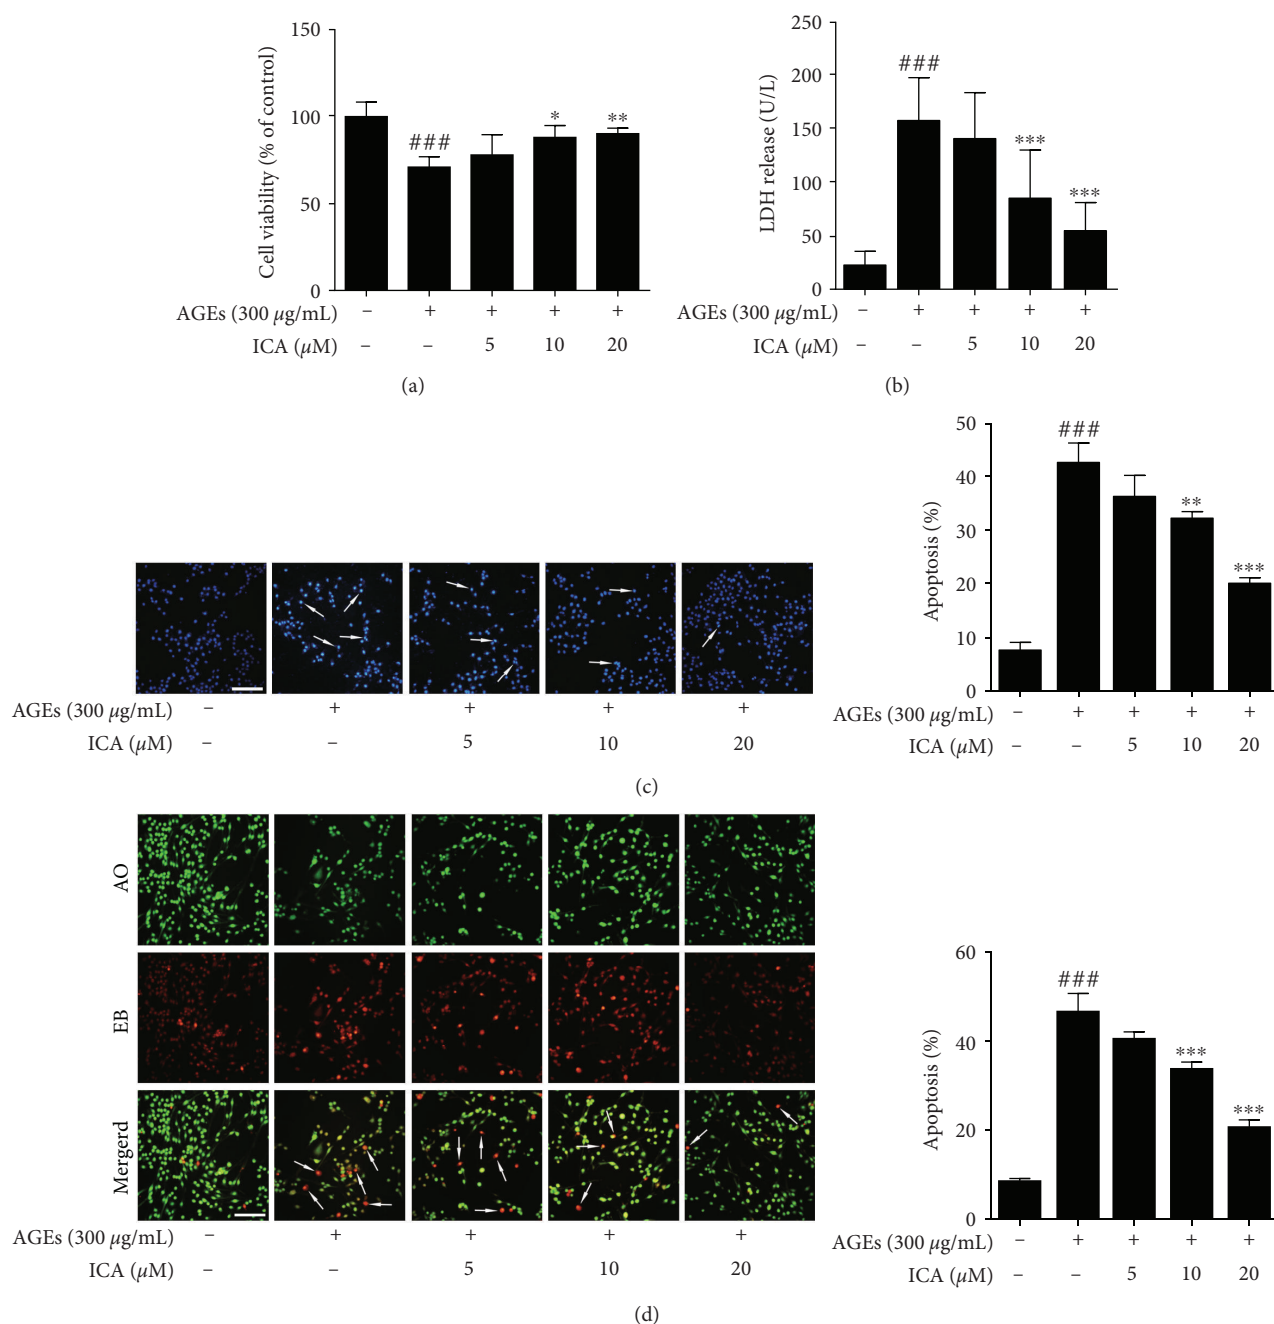 150
100
50
0
Cell viability (% of control)
###
*
**
AGEs (300 µg/mL) – + + + +
ICA (µM) – – 5 10 20
(a)
250
200
150
100
50
0
LDH release (U/L)
###
***
***
AGEs (300 µg/mL) – + + + +
ICA (µM) – – 5 10 20
(b)
AGEs (300 µg/mL) – + + + +
ICA (µM) – – 5 10 20
50
40
30
20
10
0
Apoptosis (%)
###
**
***
AGEs (300 µg/mL) – + + + +
ICA (µM) – – 5 10 20
(c)
AO
EB
Mergerd
AGEs (300 µg/mL) – + + + +
ICA (µM) – – 5 10 20
60
40
20
0
Apoptosis (%)
###
***
***
AGEs (300 µg/mL) – + + + +
ICA (µM) – – 5 10 20
(d)